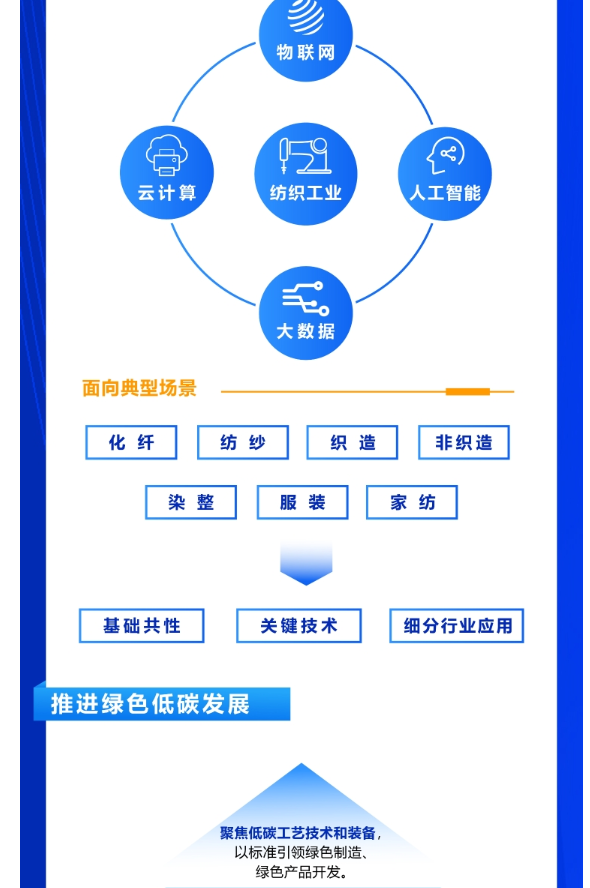 物联网
云计算
纺织工业
人工智能
大数据
面向典型场景
化纤
纺纱
织造
非织造
染整
服装
家纺
基础共性
关键技术
细分行业应用
推进绿色低碳发展
聚焦低碳工艺技术和装备，
以标准引领绿色制造、
绿色产品开发。